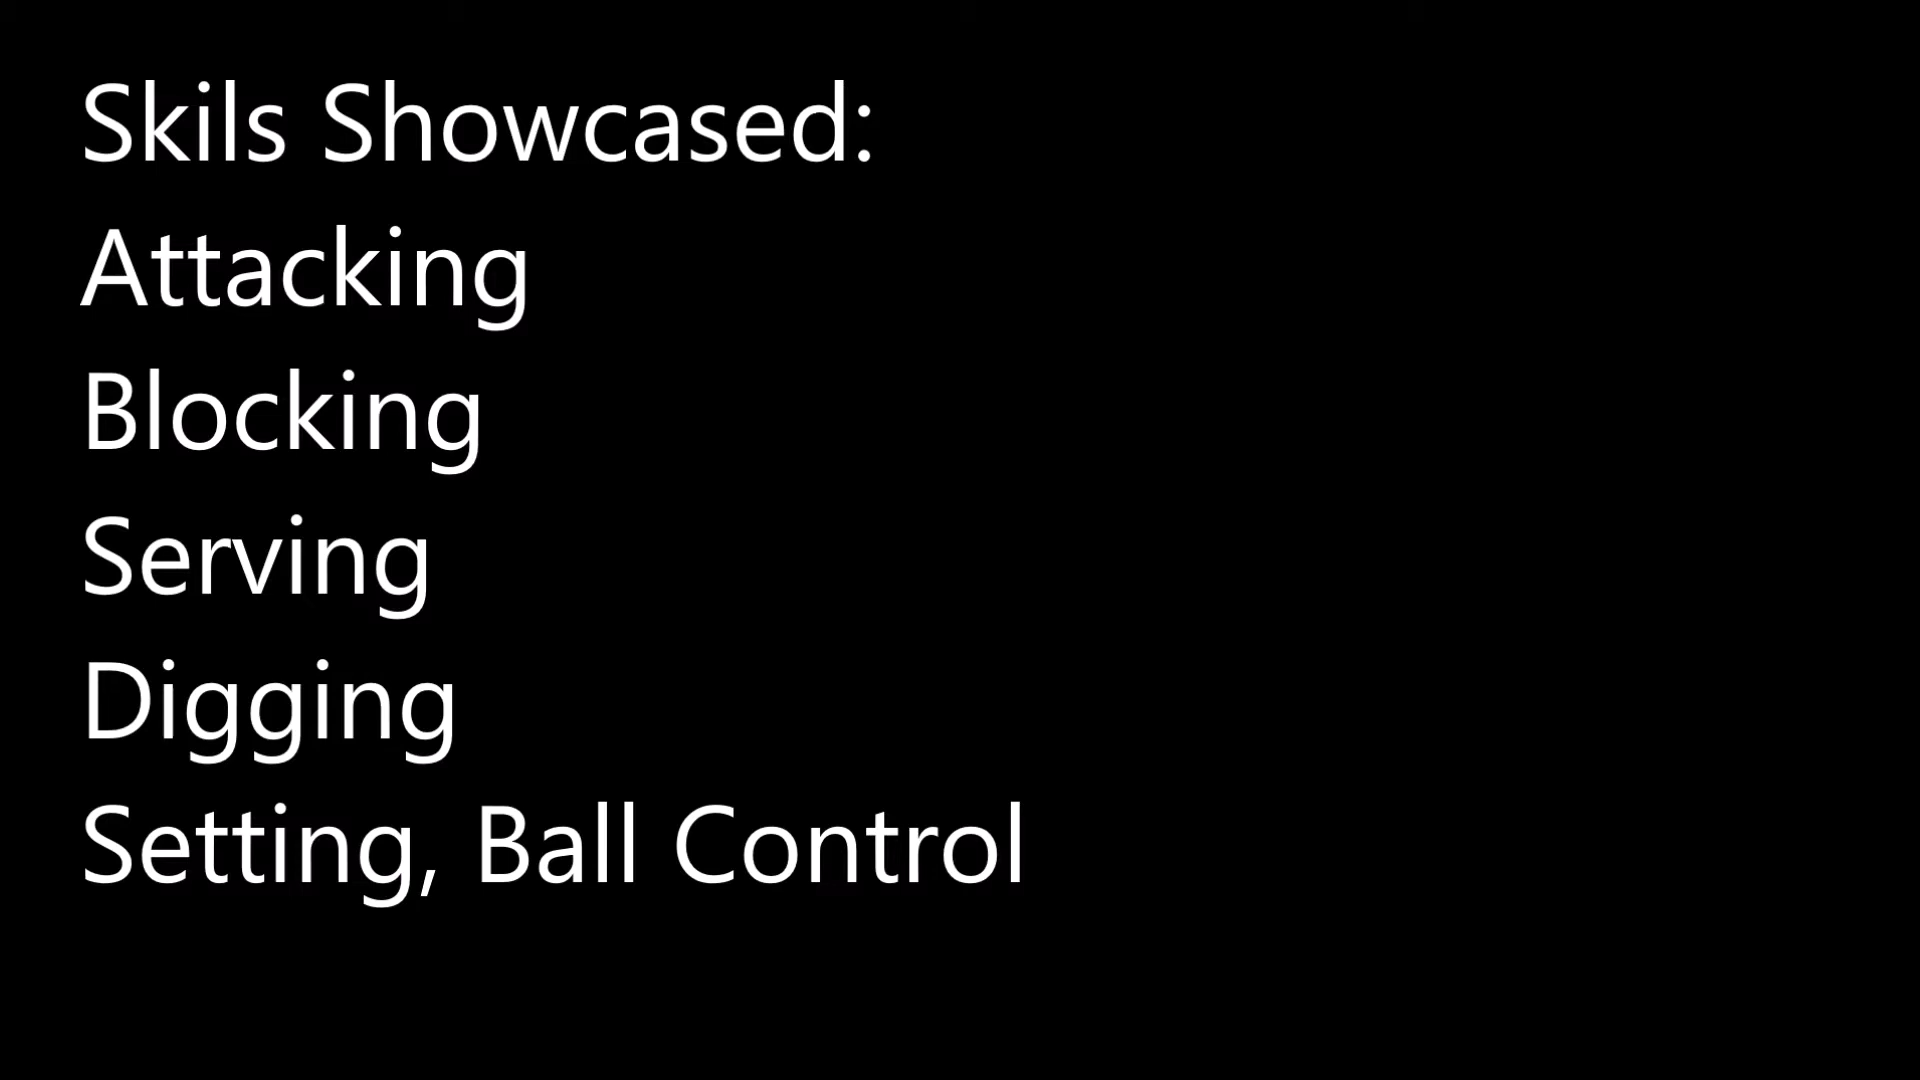 Skils Showcased:
Attacking
Blocking
Serving
Digging
Setting, Ball Control